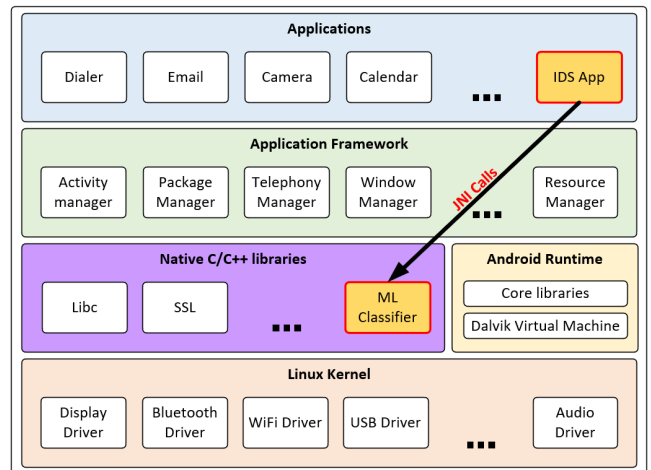 Applications
Dialer
Email
Camera
Calendar
...
IDS App
Application Framework
Activity
manager
Package
Manager
Telephony
Manager
Window
Manager
...
Resource
Manager
JNI Calls
Native C/C++ libraries
Libc
SSL
...
ML
Classifier
Android Runtime
Core libraries
Dalvik Virtual Machine
Linux Kernel
Display
Driver
Bluetooth
Driver
WiFi Driver
USB Driver
...
Audio
Driver